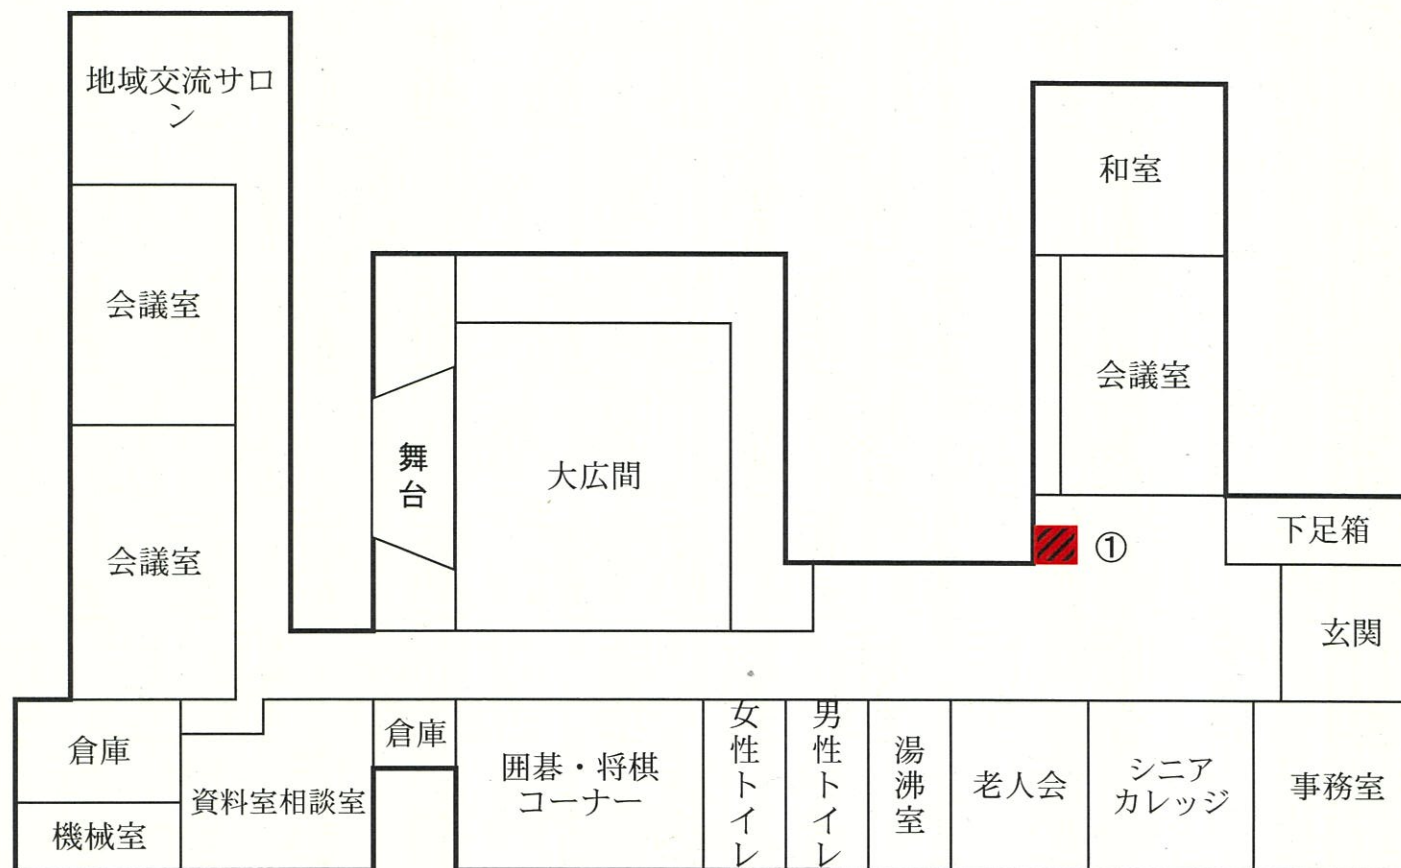 地域交流サロ
ン
和室
会議室
会議室
舞
台
大広間
下足箱
①
会議室
玄関
倉庫
機械室
資料室相談室
倉庫
囲碁・将棋
コーナー
女性トイレ
男性トイレ
湯沸室
老人会
シニア
カレッジ
事務室